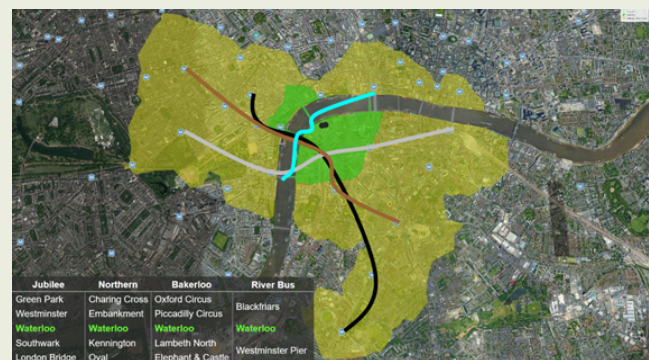 Jubilee Northern Bakerloo River Bus
Green Park Charing Cross Oxford Circus Blackfriars
Westminster Embankment Piccadilly Circus
Waterloo Waterloo Waterloo Waterloo
Southwark Kennington Lambeth North Westminster Pier
London Bridge Oval Elephant & Castle